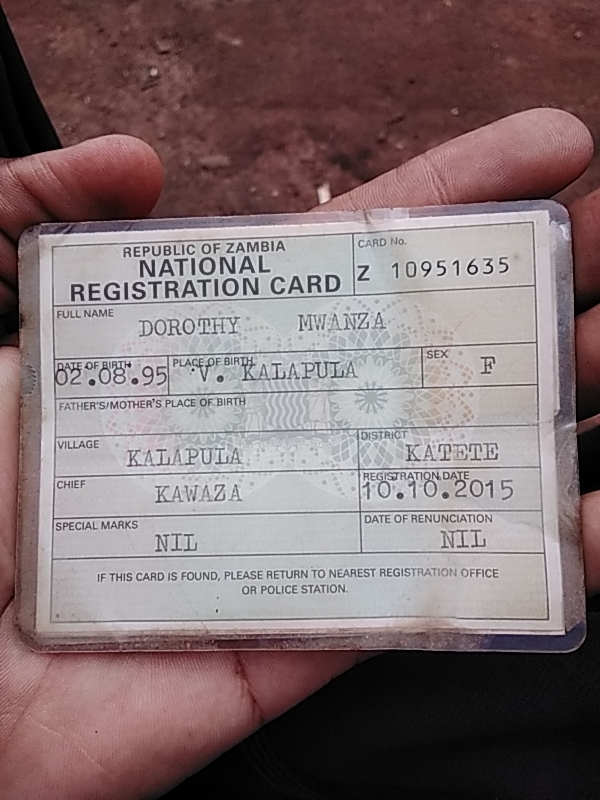 REPUBLIC OF ZAMBIA
NATIONAL
REGISTRATION CARD
CARD No.
Z 10951635
FULL NAME
DOROTHY MWANZA
DATE OF BIRTH
02.08.95
PLACE OF BIRTH
V. KALAPULA
SEX
F
FATHER'S/MOTHER'S PLACE OF BIRTH
VILLAGE
KALAPULA
DISTRICT
KATETE
CHIEF
KAWAZA
REGISTRATION DATE
10.10.2015
SPECIAL MARKS
NIL
DATE OF RENUNCIATION
NIL
IF THIS CARD IS FOUND, PLEASE RETURN TO NEAREST REGISTRATION OFFICE
OR POLICE STATION.